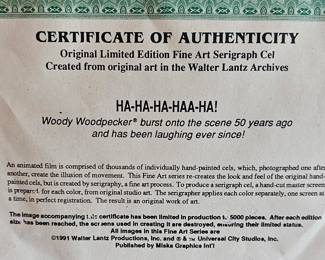 CERTIFICATE OF AUTHENTICITY
Original Limited Edition Fine Art Serigraph Cel
Created from original art in the Walter Lantz Archives
HA-HA-HA-HAA-HA!
Woody Woodpecker® burst onto the scene 50 years ago
and has been laughing ever since!
An animated film is comprised of thousands of individually hand-painted cels, which, photographed one after
another, create the illusion of movement. This Fine Art series re-creates the look and feel of the original hand-
painted cels, but is created by serigraphy, a fine art process. To produce a serigraph cel, a hand-cut master screen
is prepared for each color, from original studio art. The serigrapher applies each color separately, one screen at
a time, in perfect registration. The result is an original work of art.
The image accompanying this certificate has been limited in production to 5000 pieces. After each edition
size has been reached, the screens used in creating it are destroyed, ensuring their limited status.
All images in this Fine Art Series are
©1991 Walter Lantz Productions, Inc. and ® & ™ Universal City Studios, Inc.
Published by Miska Graphics Int'l